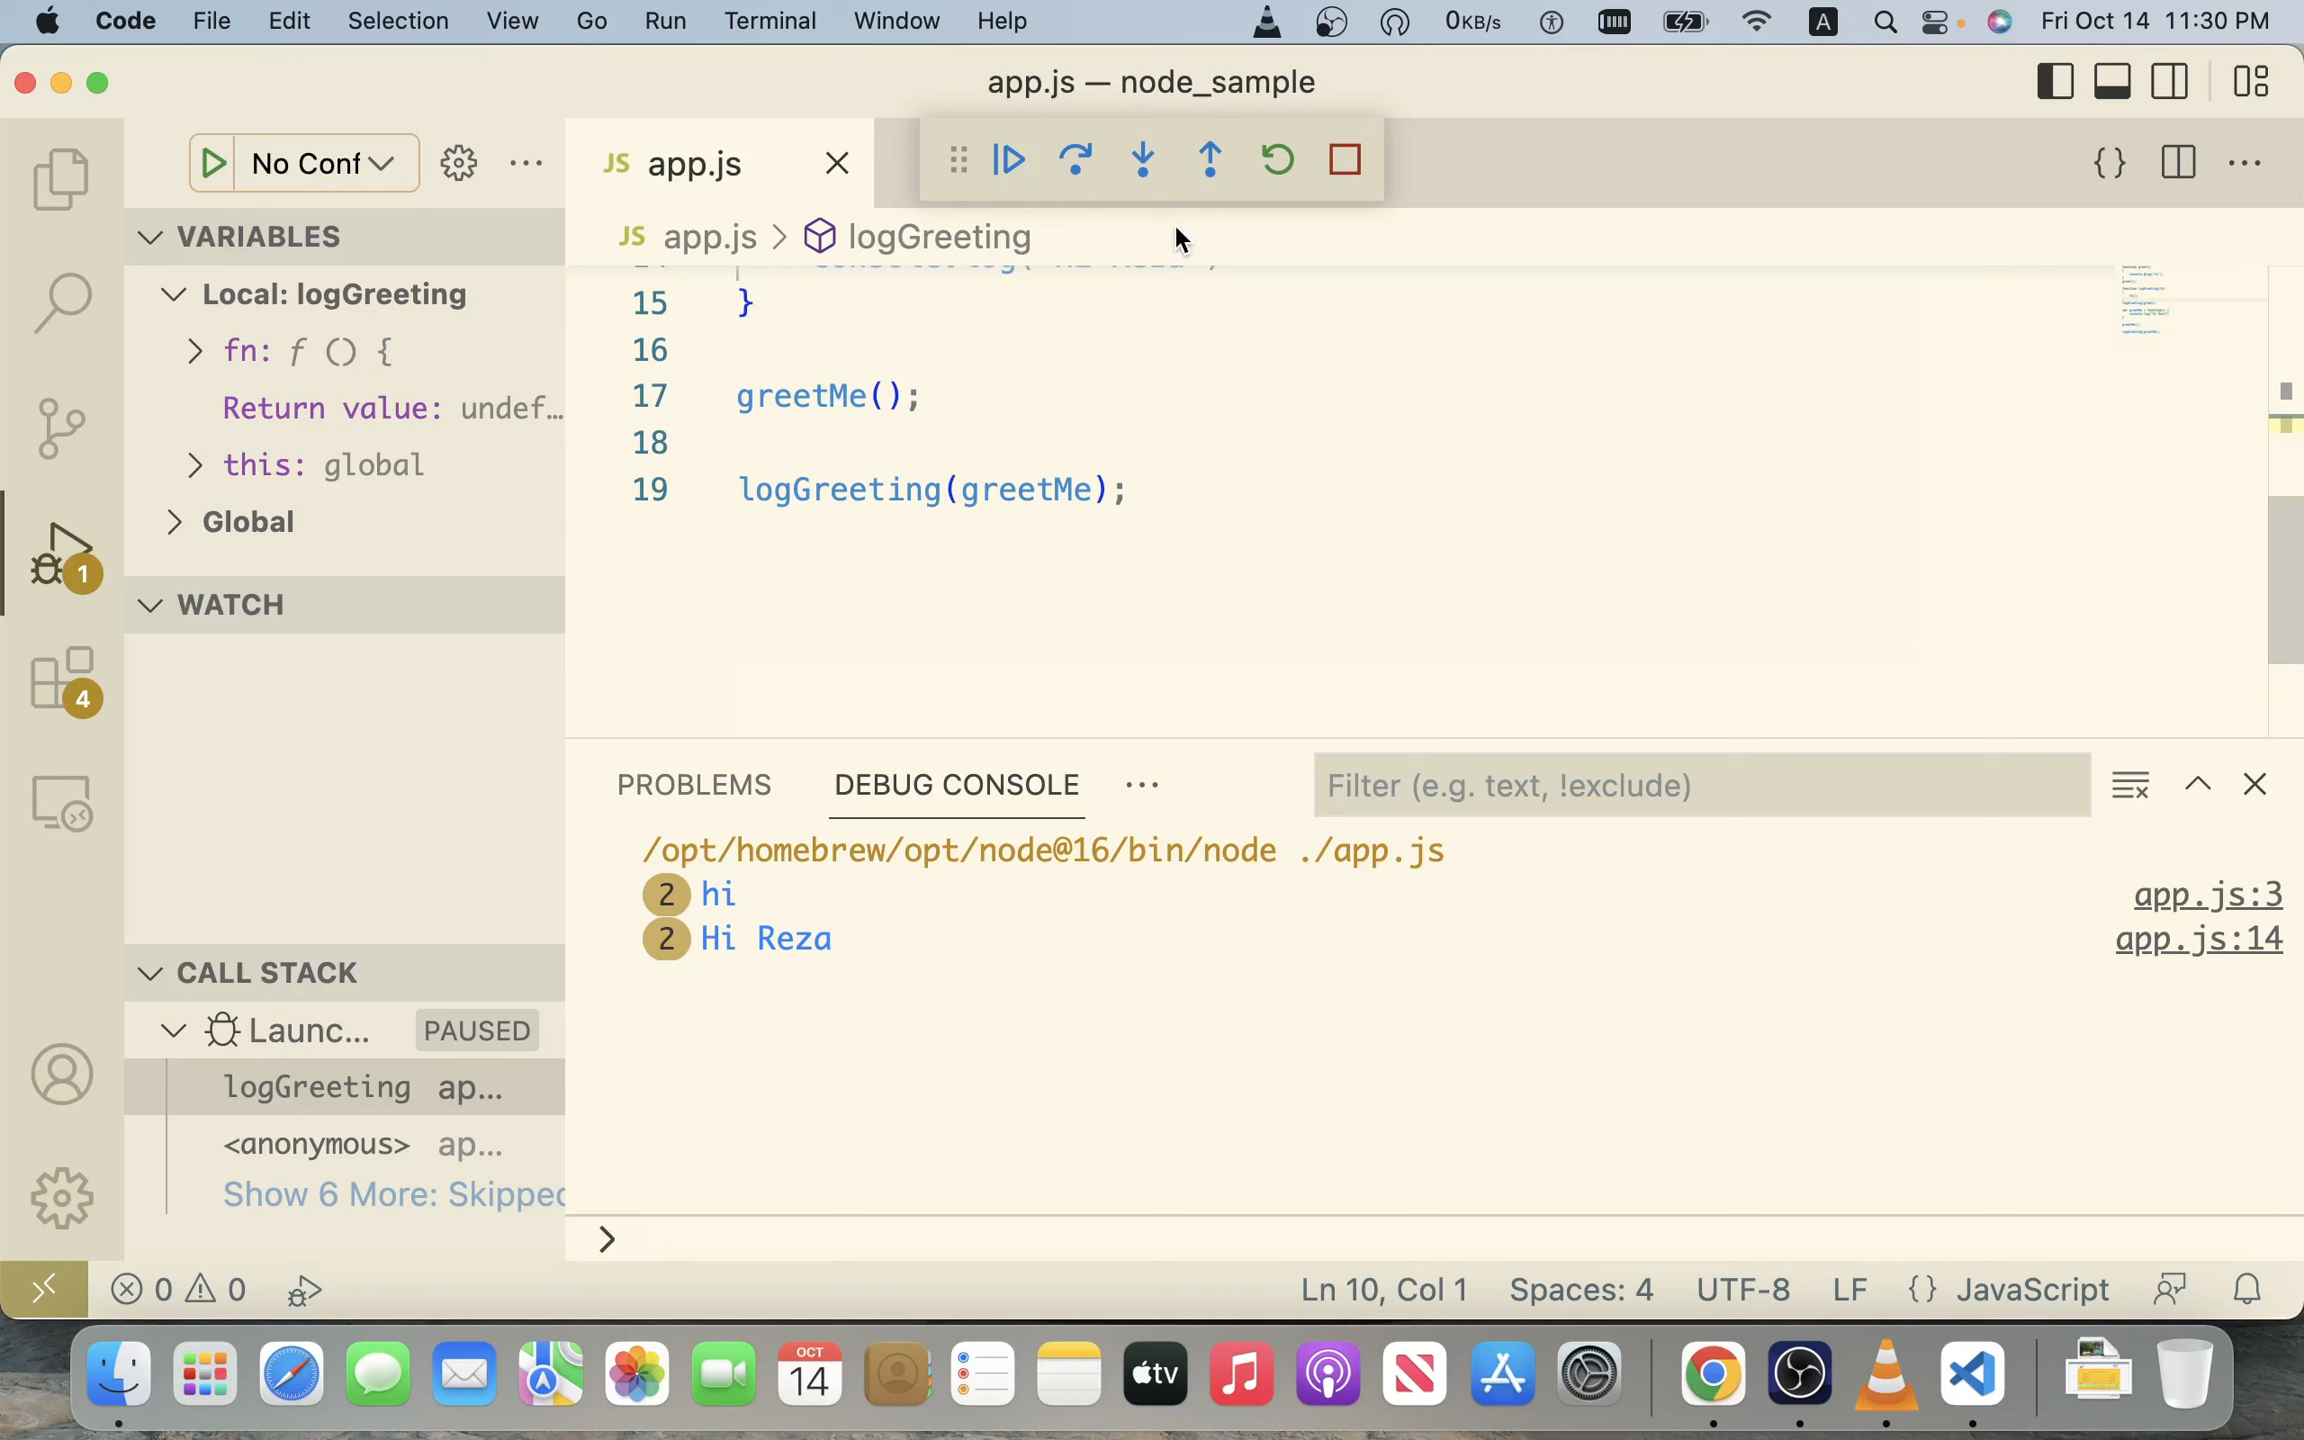 Code File Edit Selection View Go Run Terminal Window Help 0KB/s A Fri Oct 14 11:30 PM
app.js — node_sample
No Conf
JS app.js
VARIABLES
JS app.js > logGreeting
Local: logGreeting
fn: ƒ () {
Return value: undef…
this: global
Global
15 }
16
17 greetMe();
18
19 logGreeting(greetMe);
WATCH
PROBLEMS DEBUG CONSOLE Filter (e.g. text, !exclude)
/opt/homebrew/opt/node@16/bin/node ./app.js
2 hi app.js:3
2 Hi Reza app.js:14
CALL STACK
Launc... PAUSED
logGreeting ap...
<anonymous> ap...
Show 6 More: Skipped
1
4
0 0 Ln 10, Col 1 Spaces: 4 UTF-8 LF {} JavaScript
OCT
14
tv